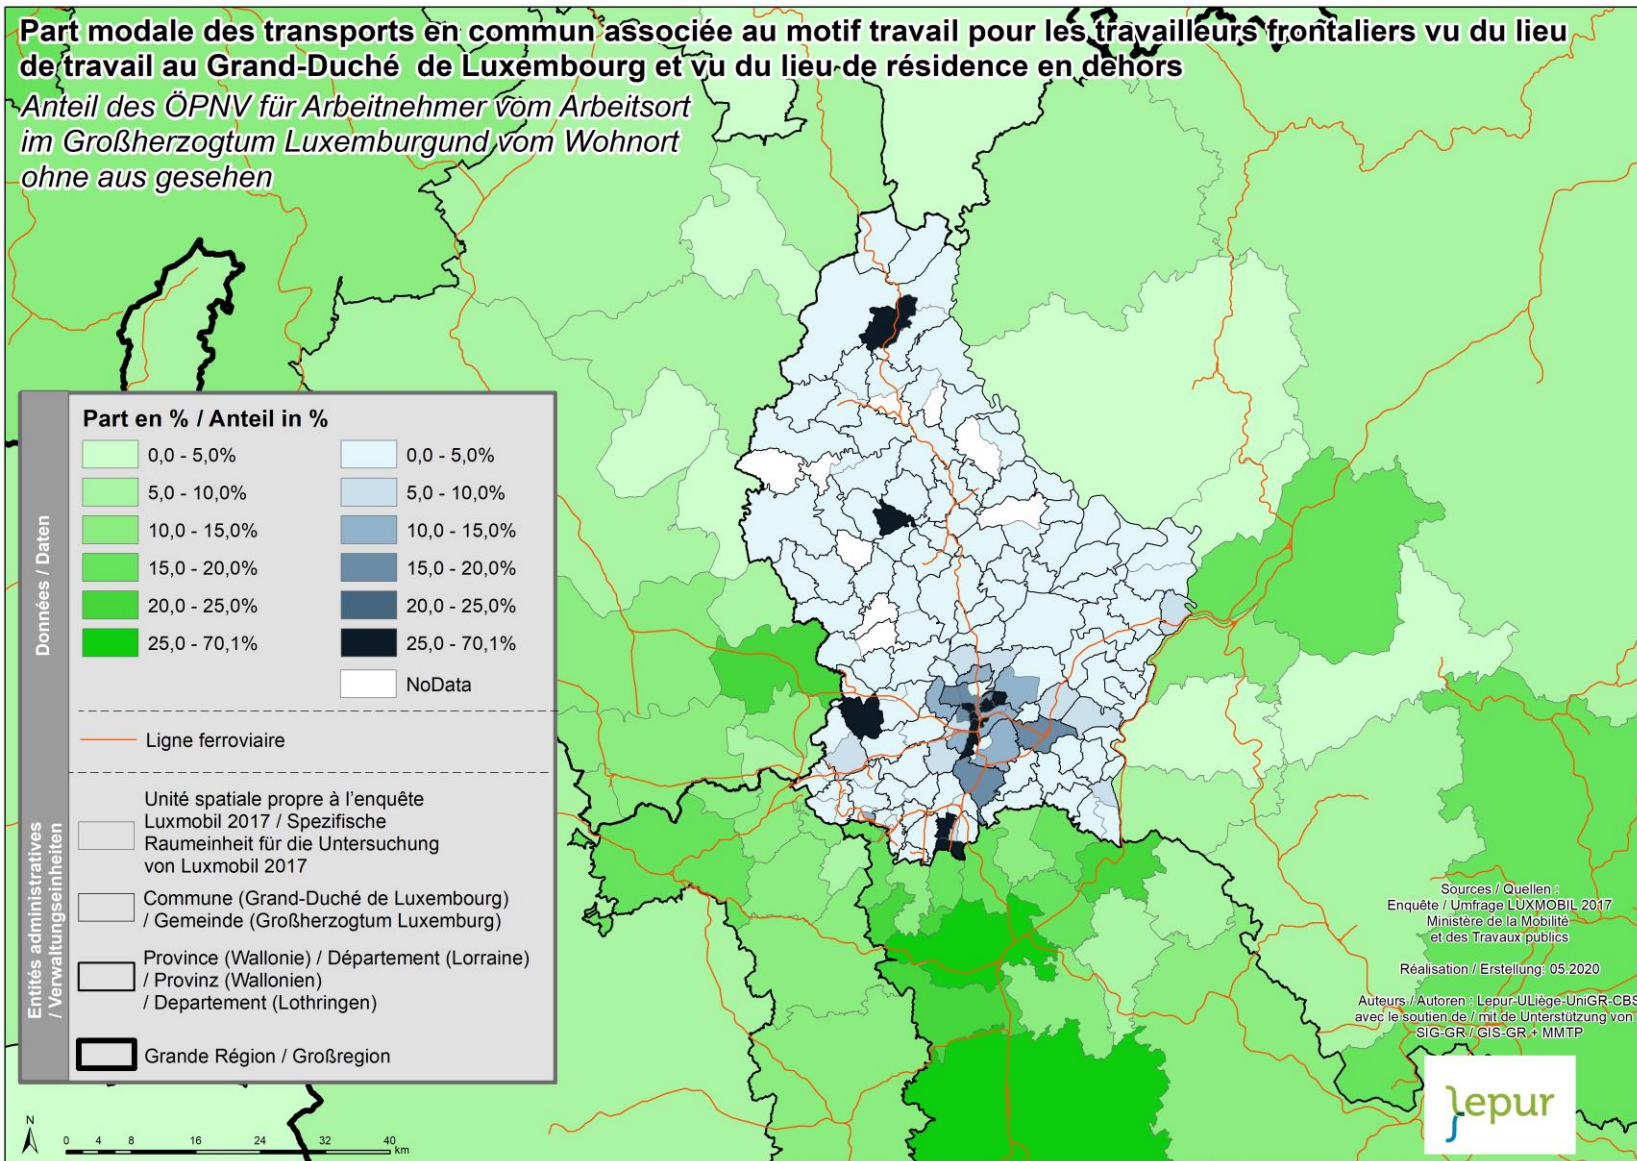 Part modale des transports en commun associée au motif travail pour les travailleurs frontaliers vu du lieu
de travail au Grand-Duché de Luxembourg et vu du lieu de résidence en dehors
Anteil des ÖPNV für Arbeitnehmer vom Arbeitsort
im Großherzogtum Luxemburgund vom Wohnort
ohne aus gesehen
Données / Daten
Part en % / Anteil in %
0,0 - 5,0%
5,0 - 10,0%
10,0 - 15,0%
15,0 - 20,0%
20,0 - 25,0%
25,0 - 70,1%
0,0 - 5,0%
5,0 - 10,0%
10,0 - 15,0%
15,0 - 20,0%
20,0 - 25,0%
25,0 - 70,1%
NoData
Ligne ferroviaire
Entités administratives
/ Verwaltungseinheiten
Unité spatiale propre à l'enquête
Luxmobil 2017 / Spezifische
Raumeinheit für die Untersuchung
von Luxmobil 2017
Commune (Grand-Duché de Luxembourg)
/ Gemeinde (Großherzogtum Luxemburg)
Province (Wallonie) / Département (Lorraine)
/ Provinz (Wallonien)
/ Departement (Lothringen)
Grande Région / Großregion
N
0 4 8 16 24 32 40
km
Sources / Quellen :
Enquête / Umfrage LUXMOBIL 2017
Ministère de la Mobilité
et des Travaux publics
Réalisation / Erstellung: 05.2020
Auteurs / Autoren : Lepur-ULiège-UniGR-CBS
avec le soutien de / mit de Unterstützung von
SIG-GR / GIS-GR + MMTP
lepur